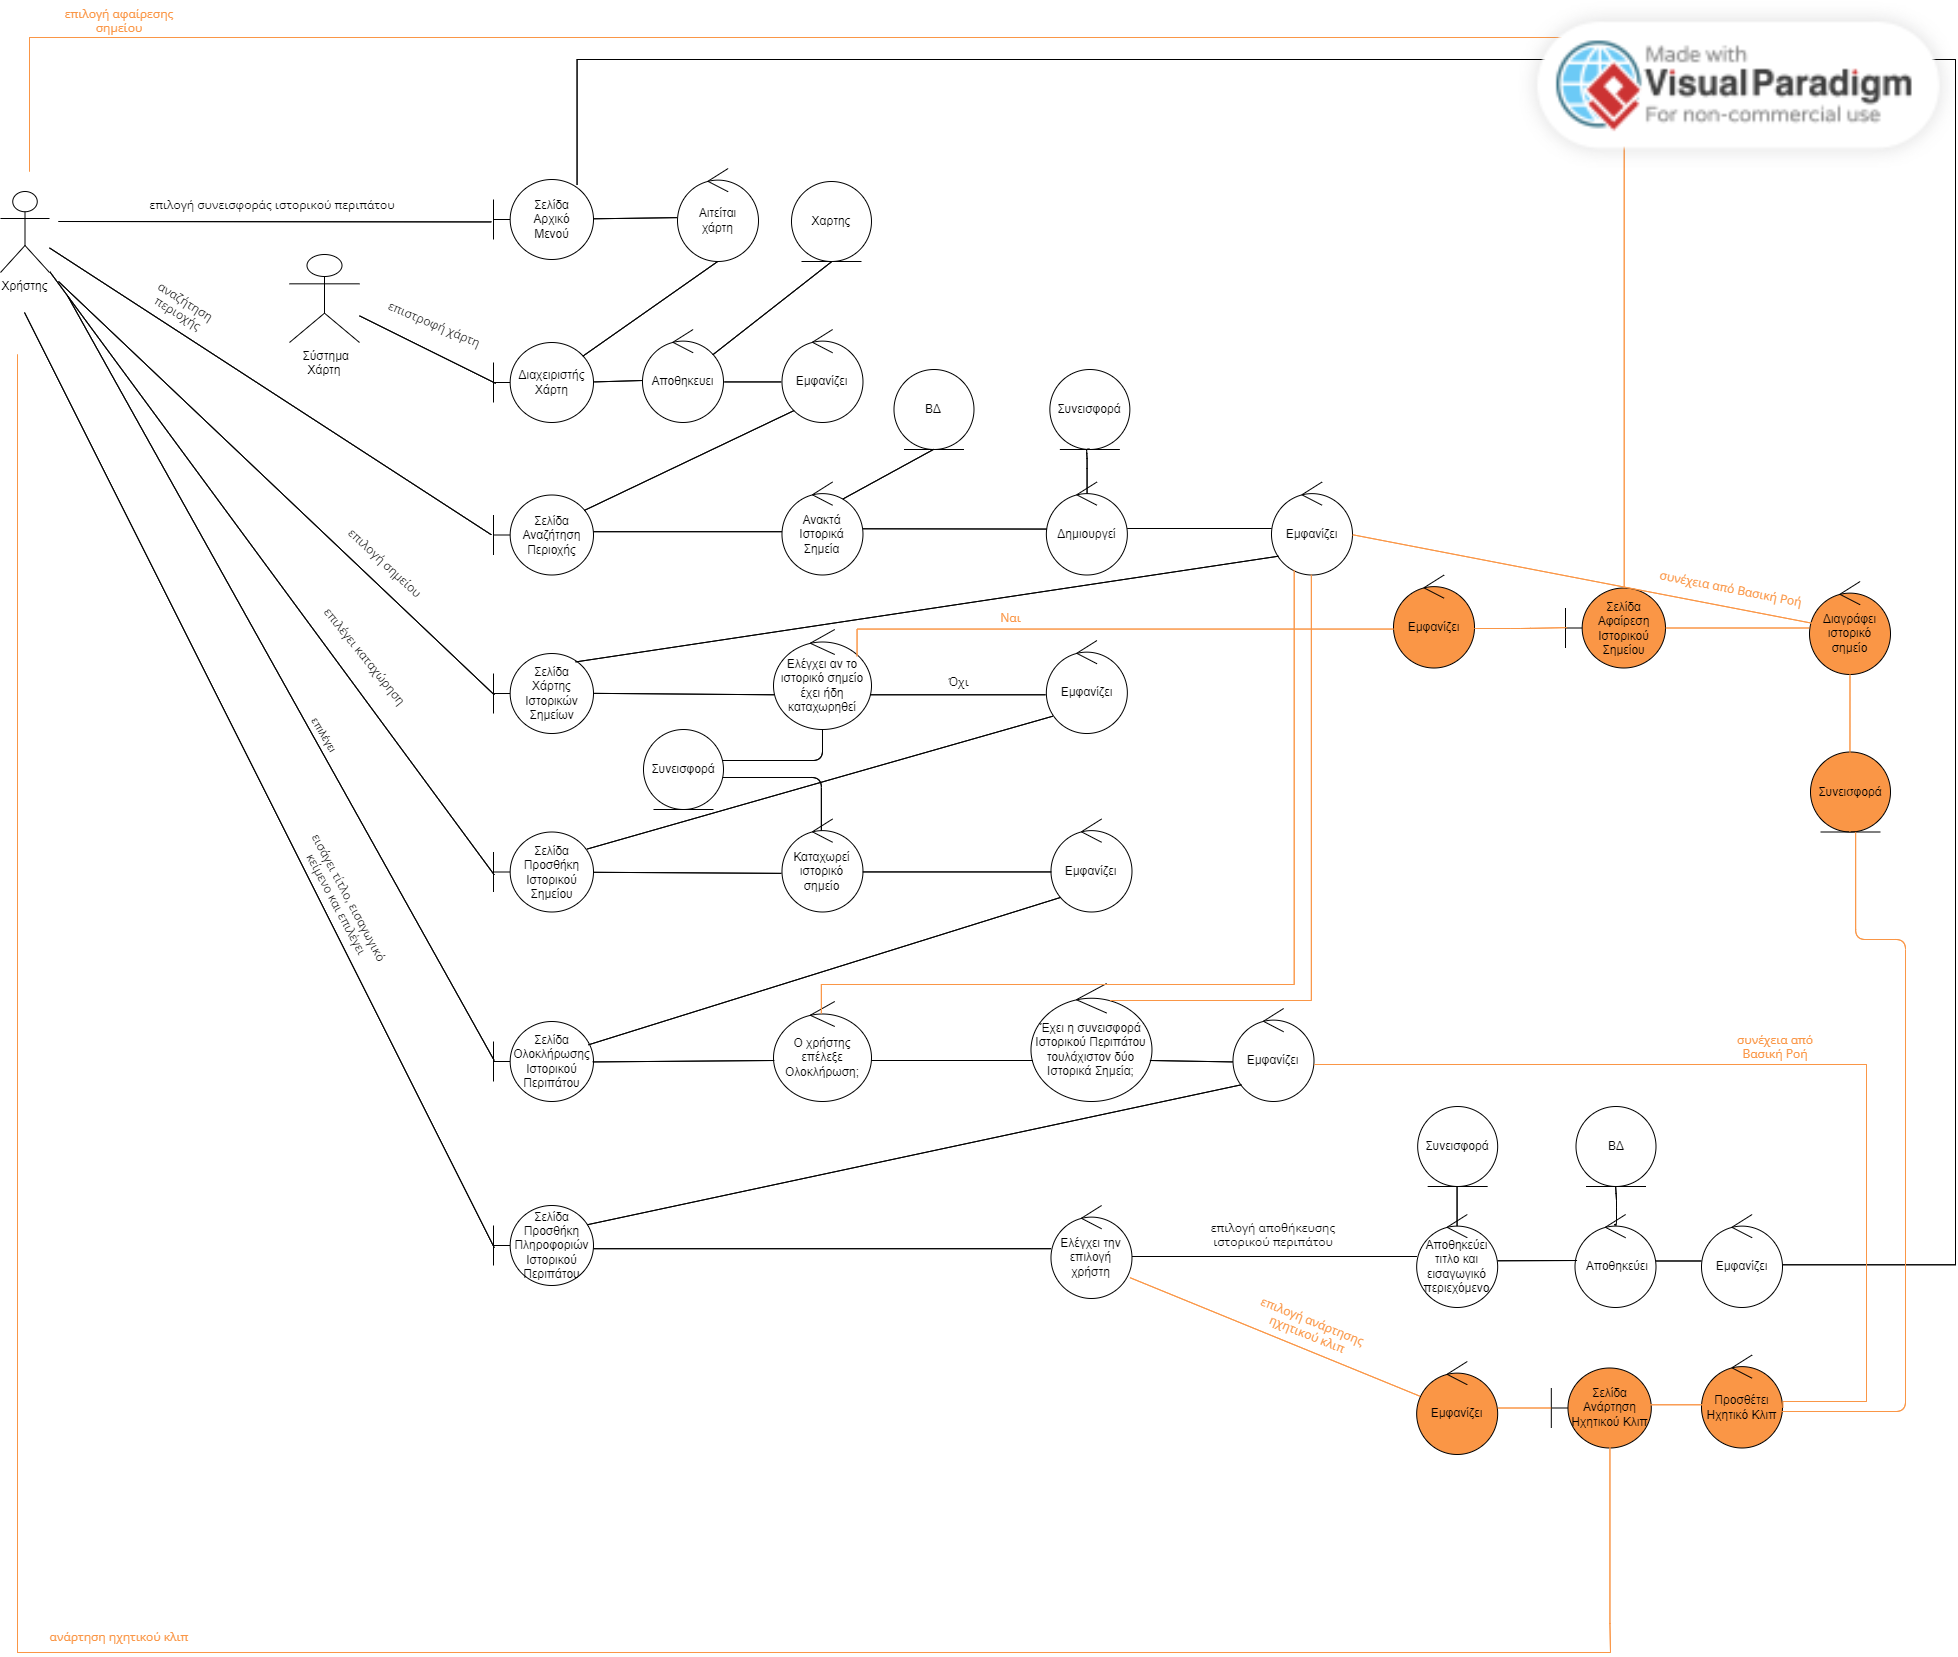 επιλογή αφαίρεσης
σημείου
Made with
Visual Paradigm
For non-commercial use
επιλογή συνεισφοράς ιστορικού περιπάτου
Σελίδα
Αρχικό
Μενού
Αιτείται
χάρτη
Χαρτης
Χρήστης
αναζήτηση
περιοχής
Σύστημα
Χάρτη
επιστροφή χάρτη
Διαχειριστής
Χάρτη
Αποθηκευει
Εμφανίζει
ΒΔ
Συνεισφορά
Σελίδα
Αναζήτηση
Περιοχής
Ανακτά
Ιστορικά
Σημεία
Δημιουργεί
Εμφανίζει
συνέχεια από Βασική Ροή
επιλογή σημείου
Ναι
Εμφανίζει
Σελίδα
Αφαίρεση
Ιστορικού
Σημείου
Διαγράφει
ιστορικό
σημείο
επιλέγει καταχώρηση
Σελίδα
Χάρτης
Ιστορικών
Σημείων
Ελέγχει αν το
ιστορικό σημείο
έχει ήδη
καταχωρηθεί
Όχι
Εμφανίζει
Συνεισφορά
Συνεισφορά
επιλέγει
Σελίδα
Προσθήκη
Ιστορικού
Σημείου
Καταχωρεί
ιστορικό
σημείο
Εμφανίζει
εισάγει τίτλο, εισαγωγικό
κείμενο και επιλέγει
Σελίδα
Ολοκλήρωσης
Ιστορικού
Περιπάτου
Ο χρήστης
επέλεξε
Ολοκλήρωση;
Έχει η συνεισφορά
Ιστορικού Περιπάτου
τουλάχιστον δύο
Ιστορικά Σημεία;
Εμφανίζει
συνέχεια από
Βασική Ροή
Συνεισφορά
ΒΔ
Σελίδα
Προσθήκη
Πληροφοριών
Ιστορικού
Περιπάτου
Ελέγχει την
επιλογή
χρήστη
επιλογή αποθήκευσης
ιστορικού περιπάτου
Αποθηκεύει
τιτλο και
εισαγωγικό
περιεχόμενο
Αποθηκεύει
Εμφανίζει
επιλογή ανάρτησης
ηχητικού κλιπ
Εμφανίζει
Σελίδα
Ανάρτηση
Ηχητικού Κλιπ
Προσθέτει
Ηχητικό Κλιπ
ανάρτηση ηχητικού κλιπ